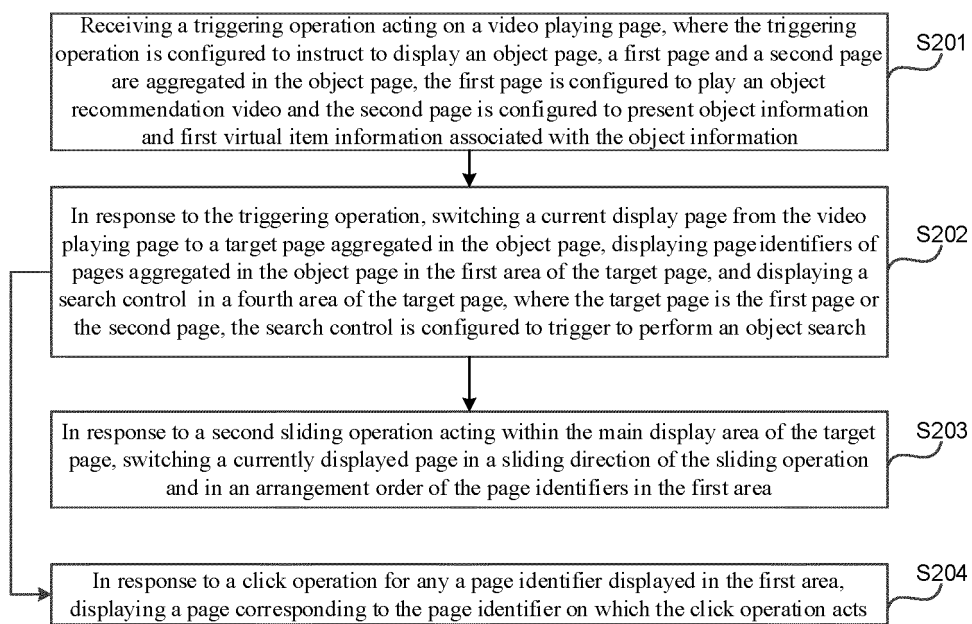 Receiving a triggering operation acting on a video playing page, where the triggering
operation is configured to instruct to display an object page, a first page and a second page
are aggregated in the object page, the first page is configured to play an object
recommendation video and the second page is configured to present object information
and first virtual item information associated with the object information
S201
In response to the triggering operation, switching a current display page from the video
playing page to a target page aggregated in the object page, displaying page identifiers of
pages aggregated in the object page in the first area of the target page, and displaying a
search control in a fourth area of the target page, where the target page is the first page or
the second page, the search control is configured to trigger to perform an object search
S202
In response to a second sliding operation acting within the main display area of the target
page, switching a currently displayed page in a sliding direction of the sliding operation
and in an arrangement order of the page identifiers in the first area
S203
In response to a click operation for any a page identifier displayed in the first area,
displaying a page corresponding to the page identifier on which the click operation acts
S204